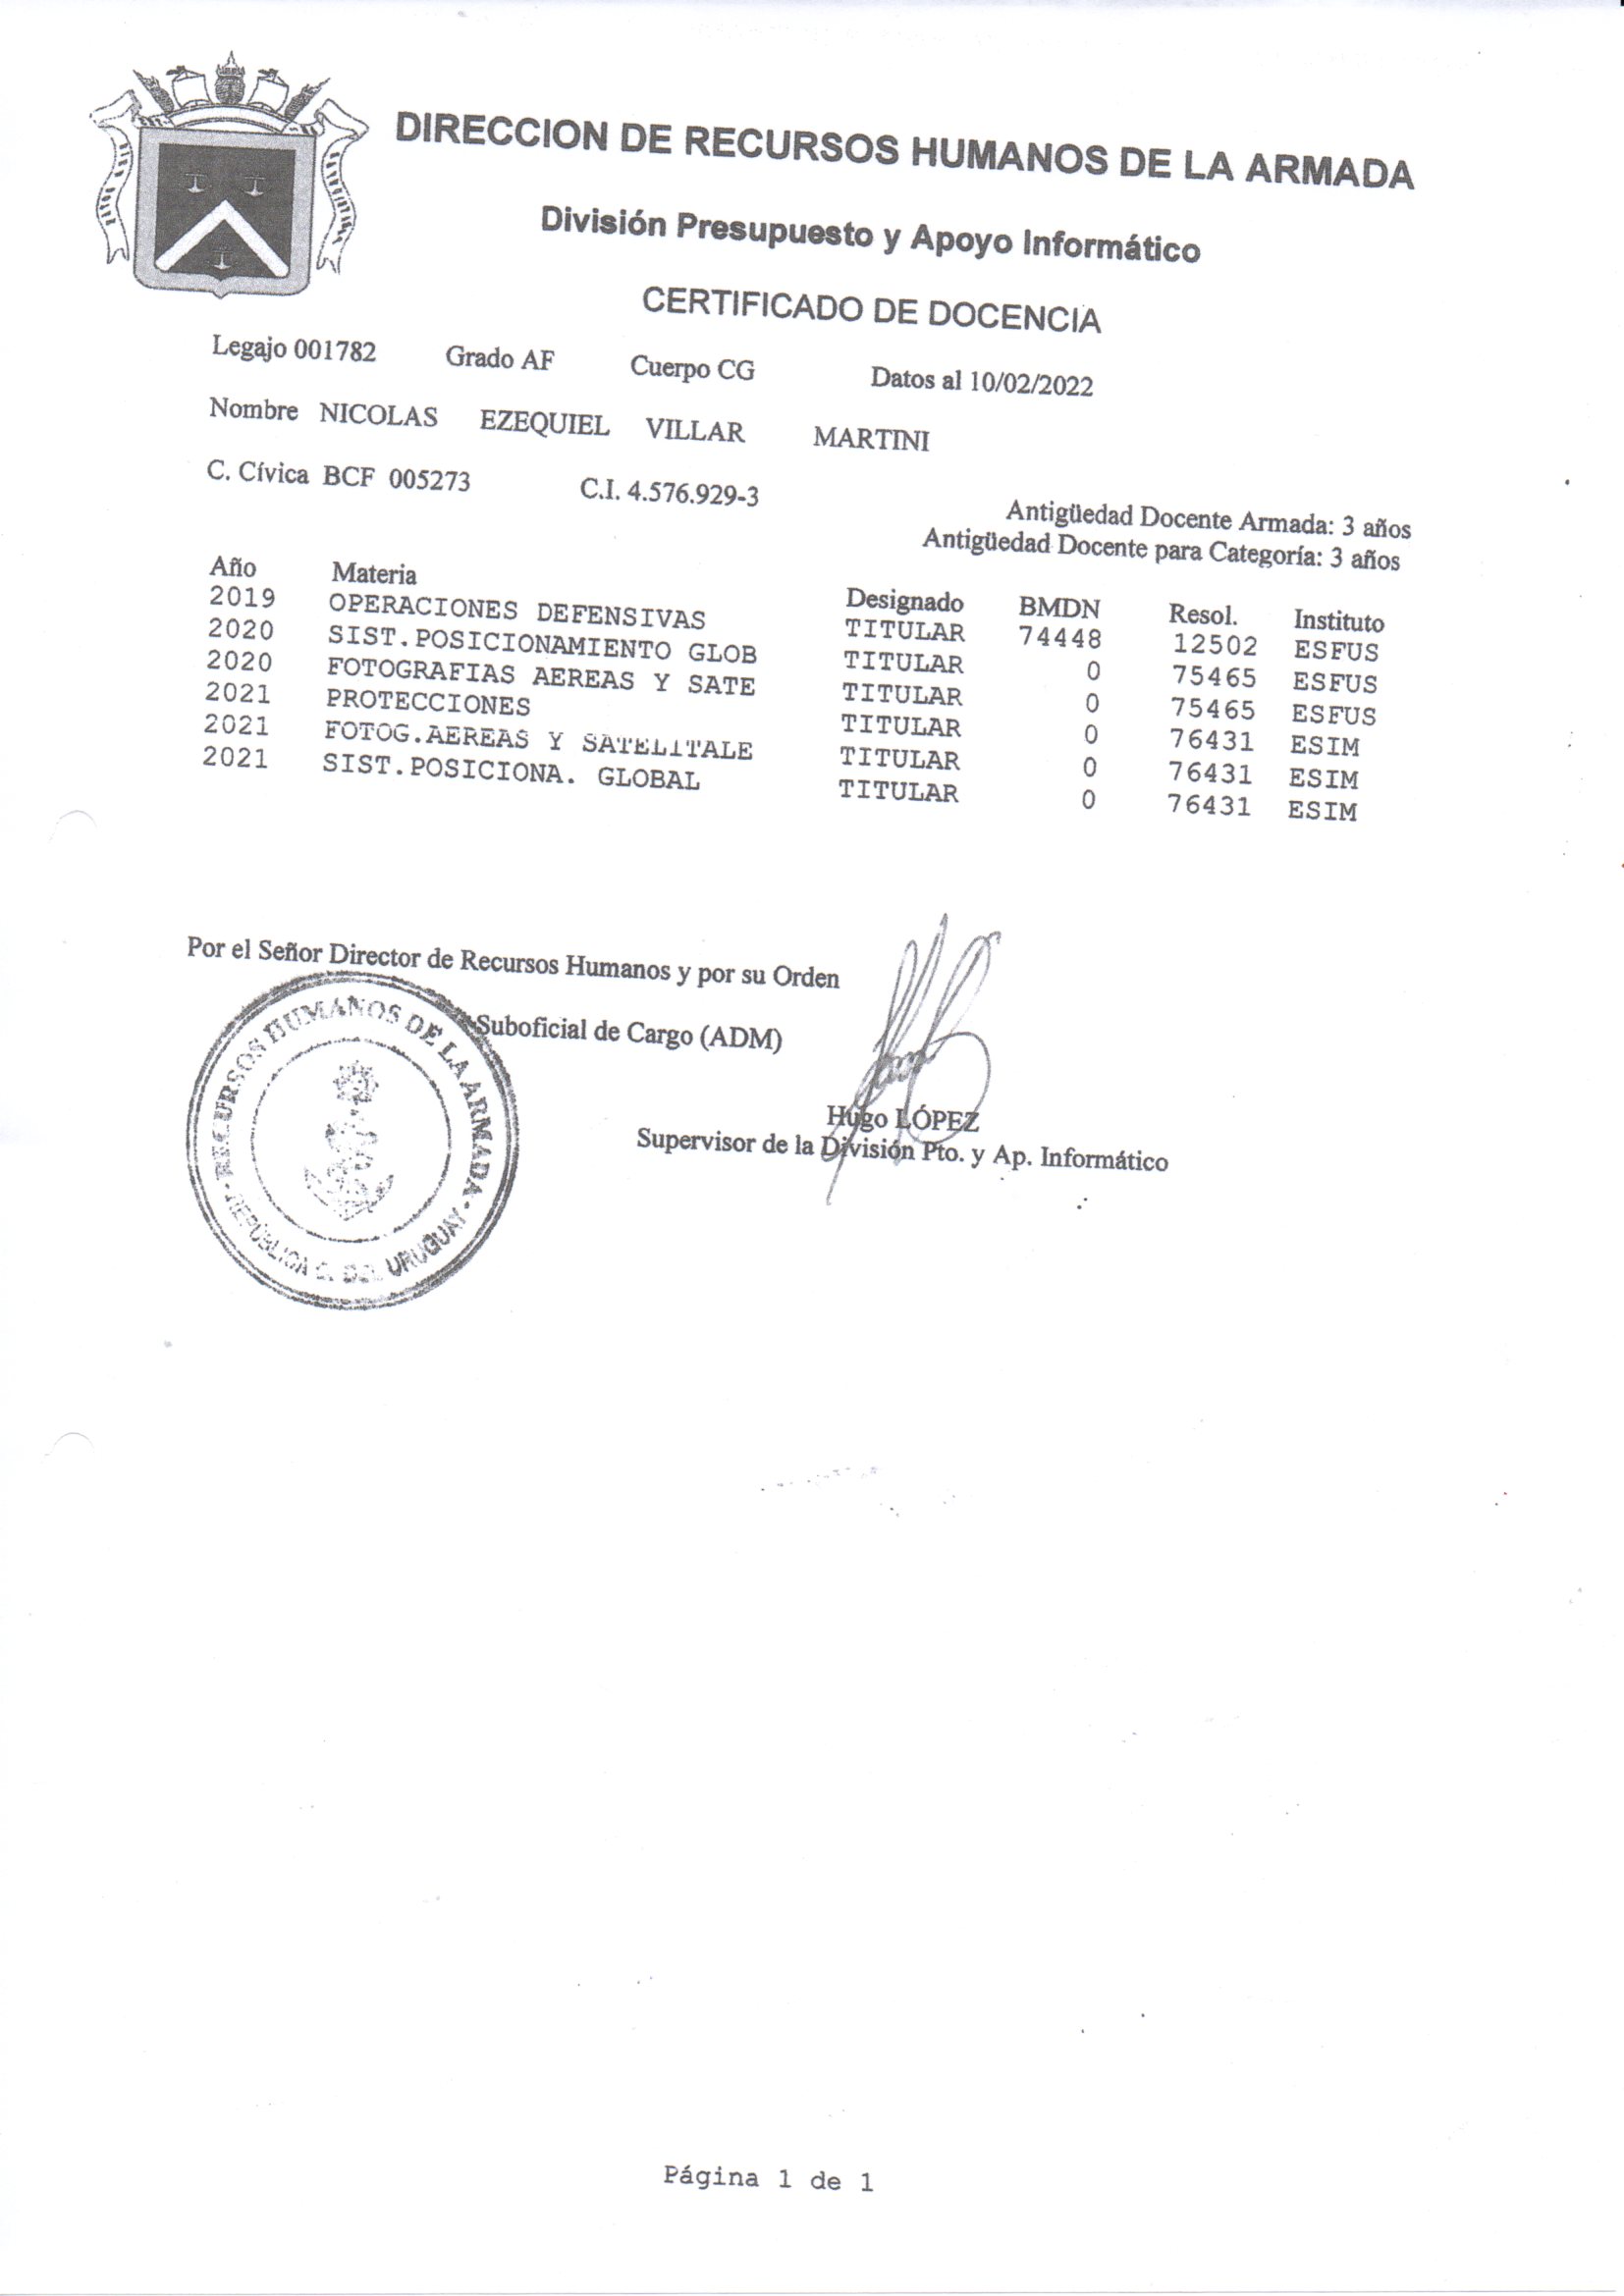 DIRECCION DE RECURSOS HUMANOS DE LA ARMADA
División Presupuesto y Apoyo Informático
CERTIFICADO DE DOCENCIA
Legajo 001782 Grado AF Cuerpo CG Datos al 10/02/2022
Nombre NICOLAS EZEQUIEL VILLAR MARTINI
C. Cívica BCF 005273 C.I. 4.576.929-3
Antigüedad Docente Armada: 3 años
Antigüedad Docente para Categoría: 3 años
Año Materia Designado BMDN Resol. Instituto
2019 OPERACIONES DEFENSIVAS TITULAR 74448 12502 ESFUS
2020 SIST.POSICIONAMIENTO GLOB TITULAR 0 75465 ESFUS
2020 FOTOGRAFIAS AEREAS Y SATE TITULAR 0 75465 ESFUS
2021 PROTECCIONES TITULAR 0 76431 ESIM
2021 FOTOG.AEREAS Y SATELITALE TITULAR 0 76431 ESIM
2021 SIST.POSICIONA. GLOBAL TITULAR 0 76431 ESIM
Por el Señor Director de Recursos Humanos y por su Orden
Suboficial de Cargo (ADM)
Hugo LÓPEZ
Supervisor de la División Pto. y Ap. Informático
RECURSOS HUMANOS DE LA ARMADA
REPÚBLICA DEL URUGUAY
Página 1 de 1